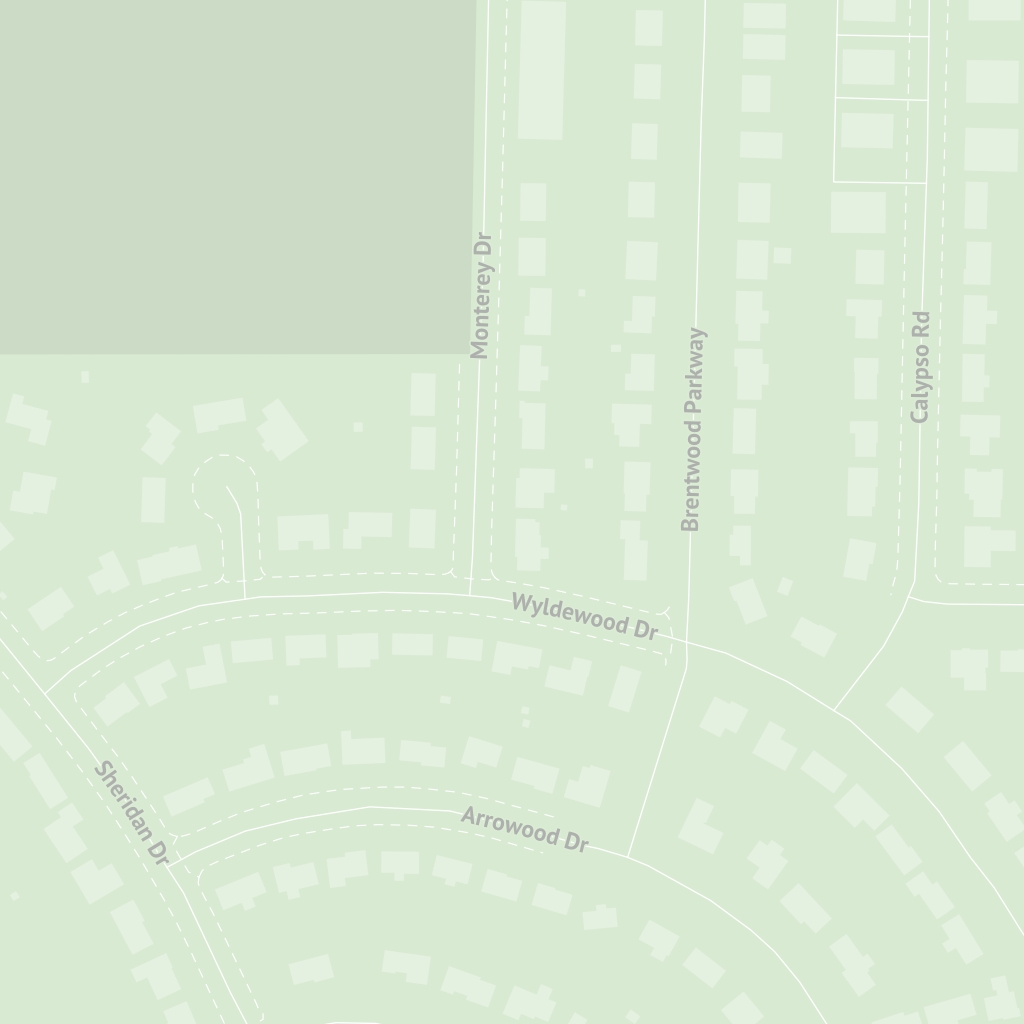 Monterey Dr
Calypso Rd
Brentwood Parkway
Wyldewood Dr
Sheridan Dr
Arrowood Dr